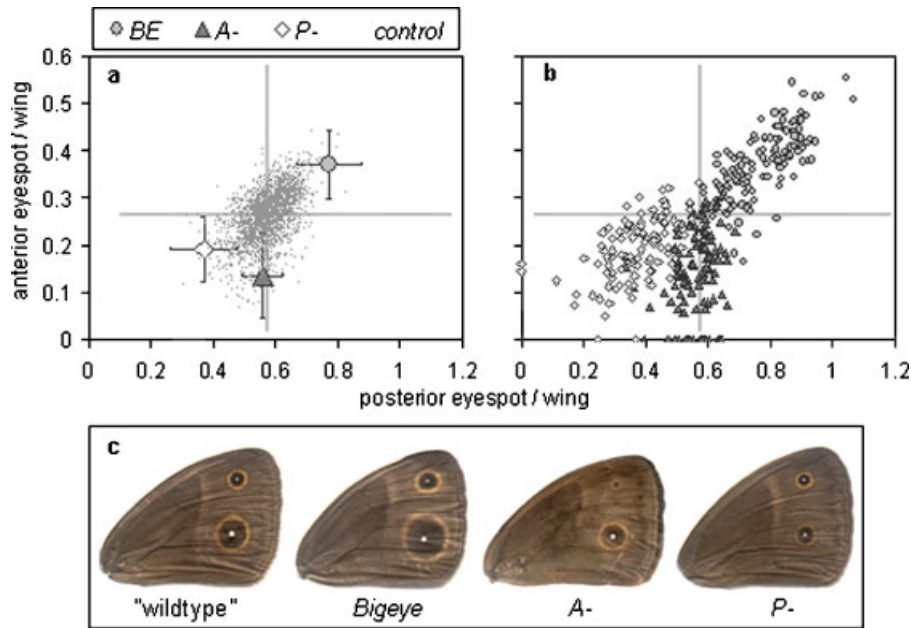 BE A- P- control
a
b
0.6
0.5
0.4
0.3
0.2
0.1
0
anterior eyespot / wing
0 0.2 0.4 0.6 0.8 1 1.2
0 0.2 0.4 0.6 0.8 1 1.2
posterior eyespot / wing
c
"wildtype" Bigeye A- P-